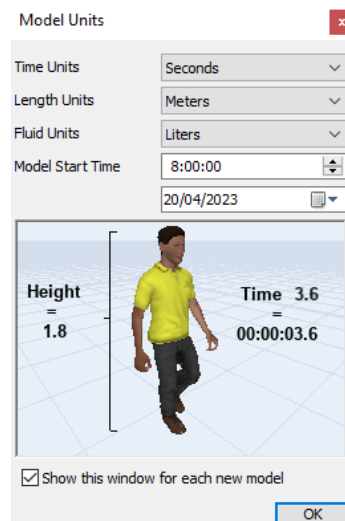 Model Units
x
Time Units Seconds
Length Units Meters
Fluid Units Liters
Model Start Time 8:00:00
20/04/2023
Height
=
1.8
Time 3.6
=
00:00:03.6
Show this window for each new model
OK